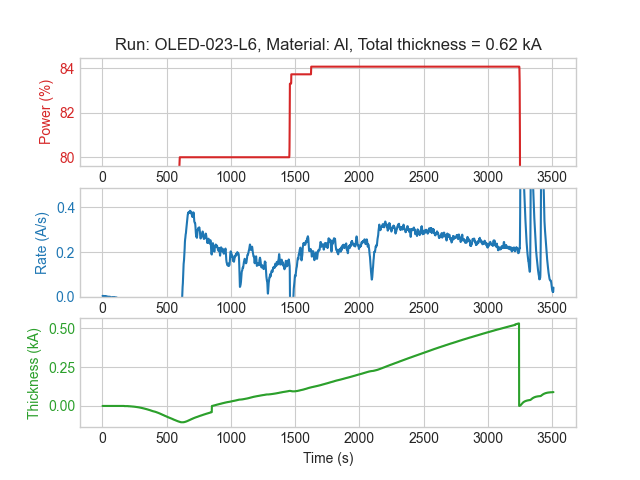 Run: OLED-023-L6, Material: Al, Total thickness = 0.62 kA
84
82
80
Power (%)
0 500 1000 1500 2000 2500 3000 3500
0.4
0.2
0.0
Rate (A/s)
0 500 1000 1500 2000 2500 3000 3500
0.50
0.25
0.00
Thickness (kA)
0 500 1000 1500 2000 2500 3000 3500
Time (s)